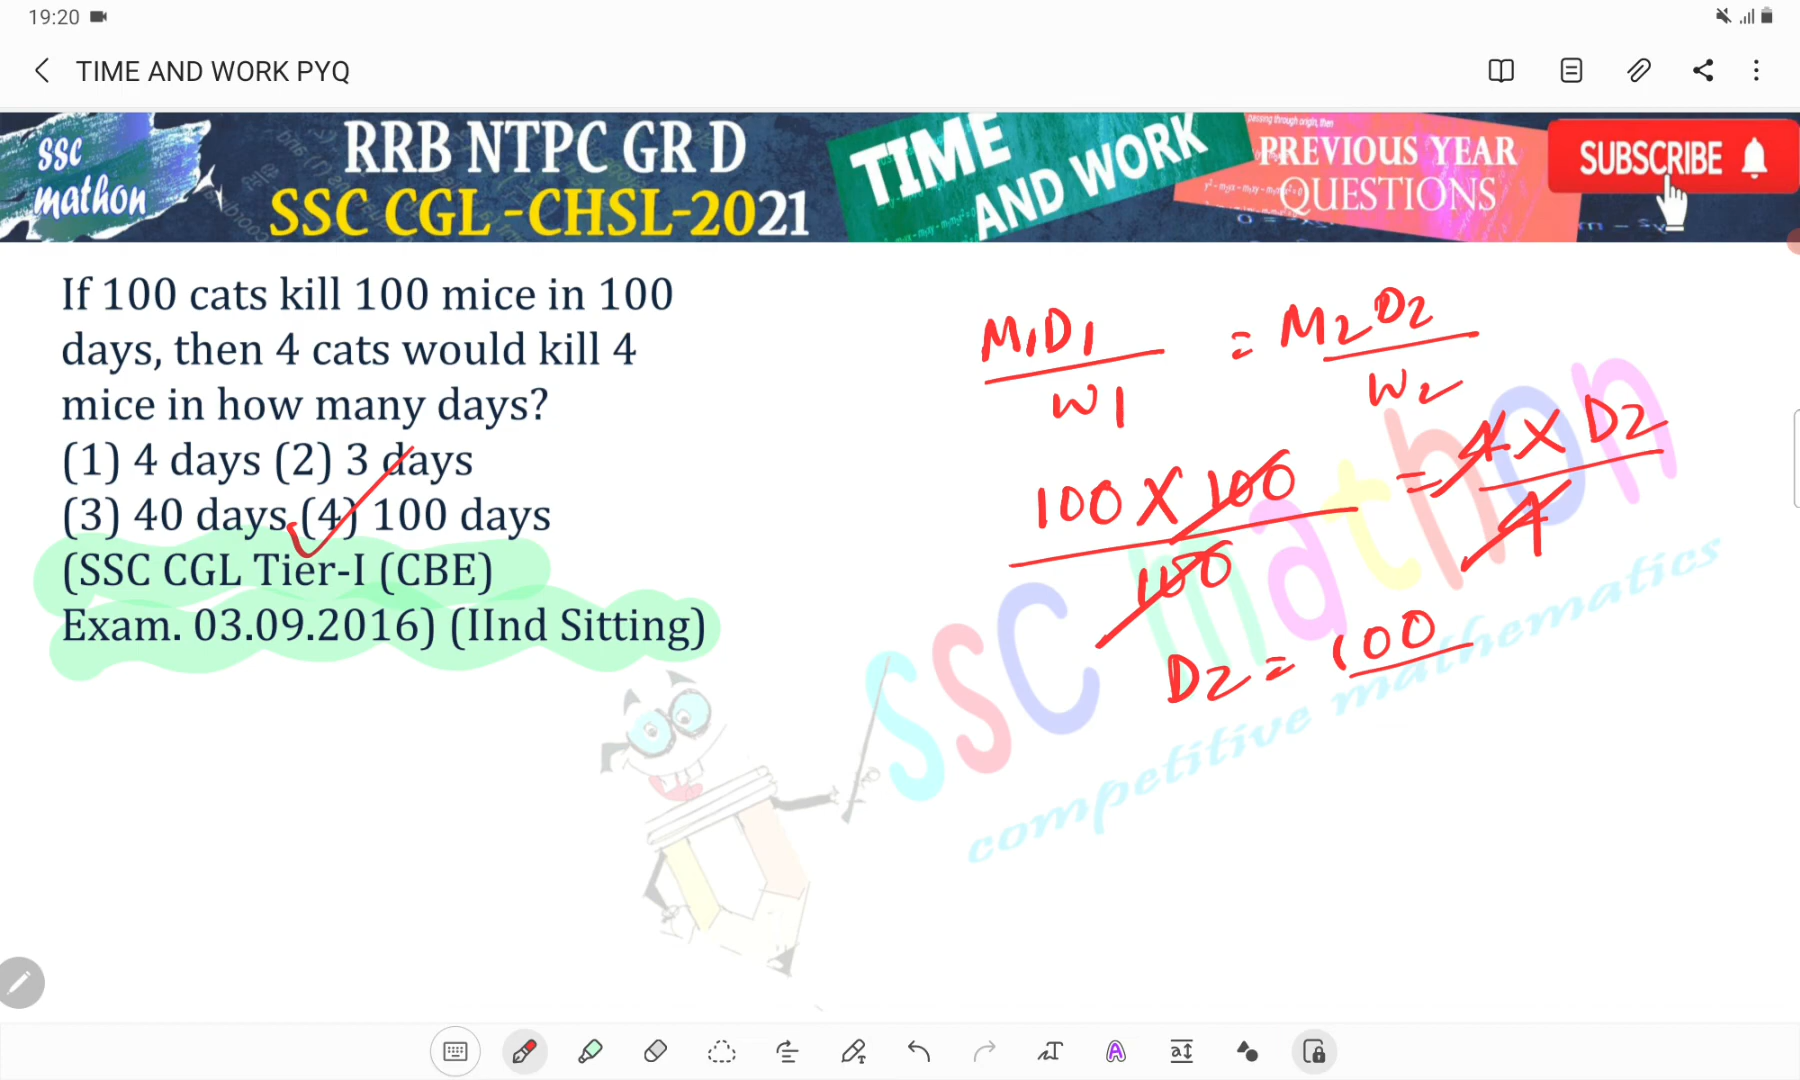 19:20
TIME AND WORK PYQ
SSC
mathon
RRB NTPC GR D
SSC CGL -CHSL-2021
TIME
AND WORK
passing through origin, then
PREVIOUS YEAR
QUESTIONS
SUBSCRIBE
If 100 cats kill 100 mice in 100
days, then 4 cats would kill 4
mice in how many days?
(1) 4 days (2) 3 days
(3) 40 days (4) 100 days
(SSC CGL Tier-I (CBE)
Exam. 03.09.2016) (IInd Sitting)
M1D1 = M2D2
W1 W2
100 X 100 = 4 X D2
100 4
D2 = 100
SSC mathon
competitive mathematics